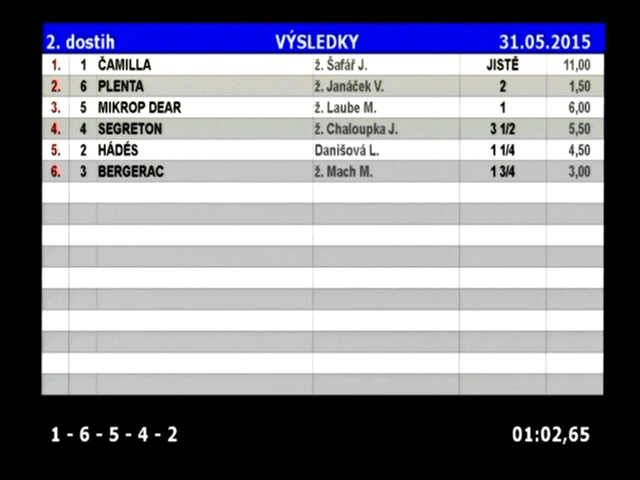 2. dostih VÝSLEDKY 31.05.2015
1. 1 ČAMILLA ž. Šafář J. JISTĚ 11,00
2. 6 PLENTA ž. Janáček V. 2 1,50
3. 5 MIKROP DEAR ž. Laube M. 1 6,00
4. 4 SEGRETON ž. Chaloupka J. 3 1/2 5,50
5. 2 HÁDÉS Danišová L. 1 1/4 4,50
6. 3 BERGERAC ž. Mach M. 1 3/4 3,00
1 - 6 - 5 - 4 - 2 01:02,65